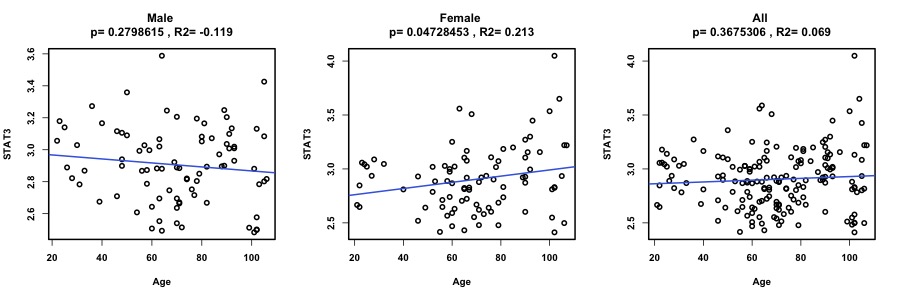 Male
p= 0.2798615 , R2= -0.119
STAT3
3.6
3.4
3.2
3.0
2.8
2.6
20 40 60 80 100
Age
Female
p= 0.04728453 , R2= 0.213
STAT3
4.0
3.5
3.0
2.5
20 40 60 80 100
Age
All
p= 0.3675306 , R2= 0.069
STAT3
4.0
3.5
3.0
2.5
20 40 60 80 100
Age